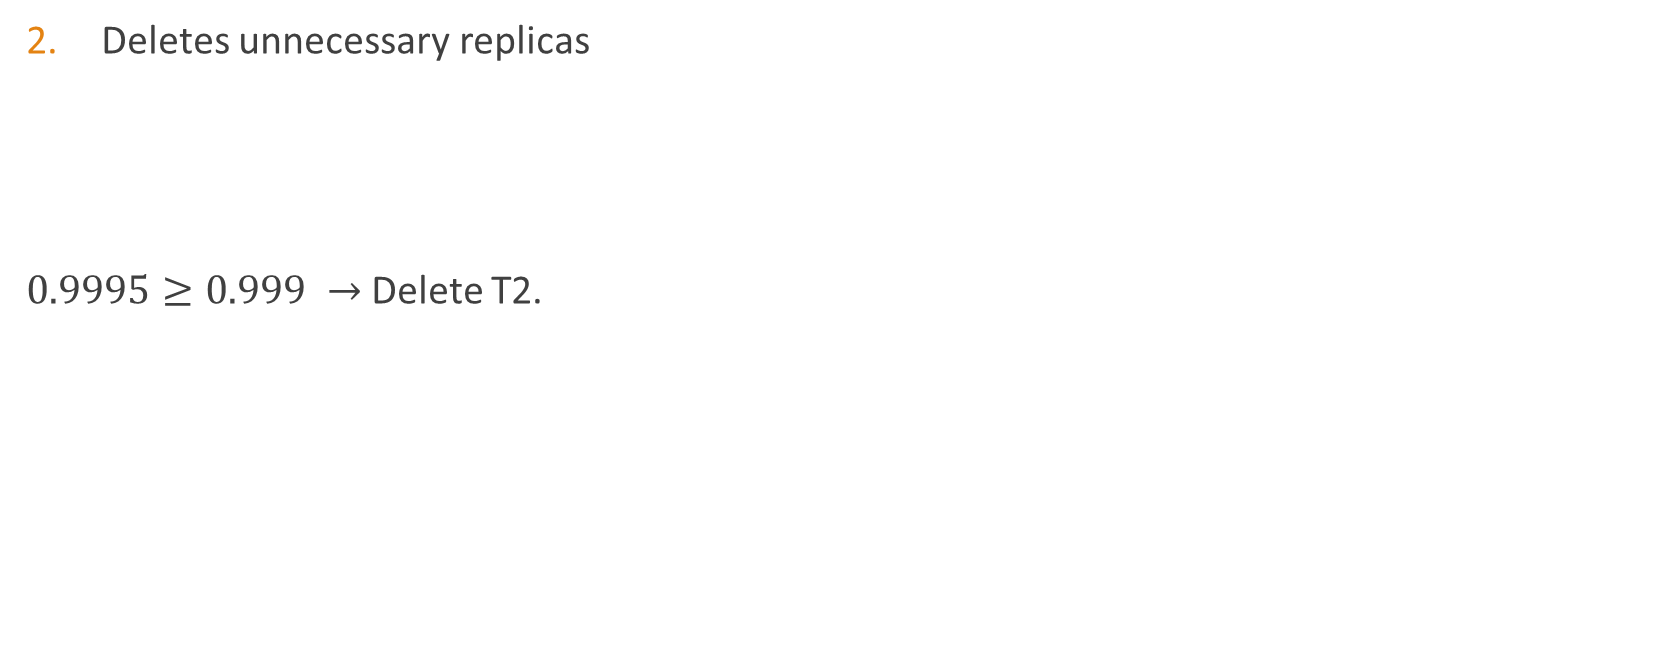 2. Deletes unnecessary replicas
0.9995 ≥ 0.999 → Delete T2.